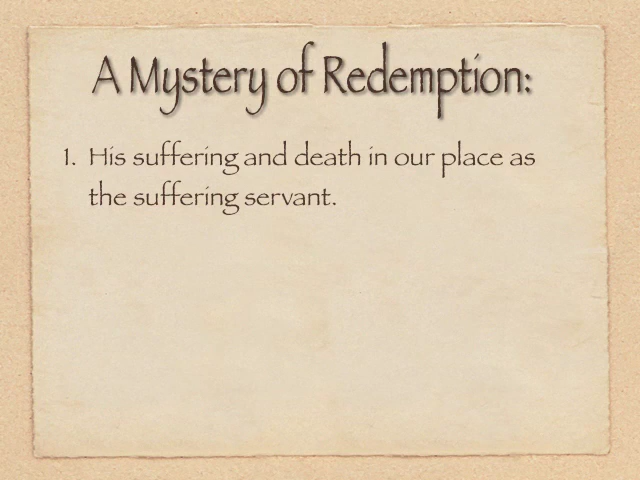 A Mystery of Redemption:
1. His suffering and death in our place as
the suffering servant.